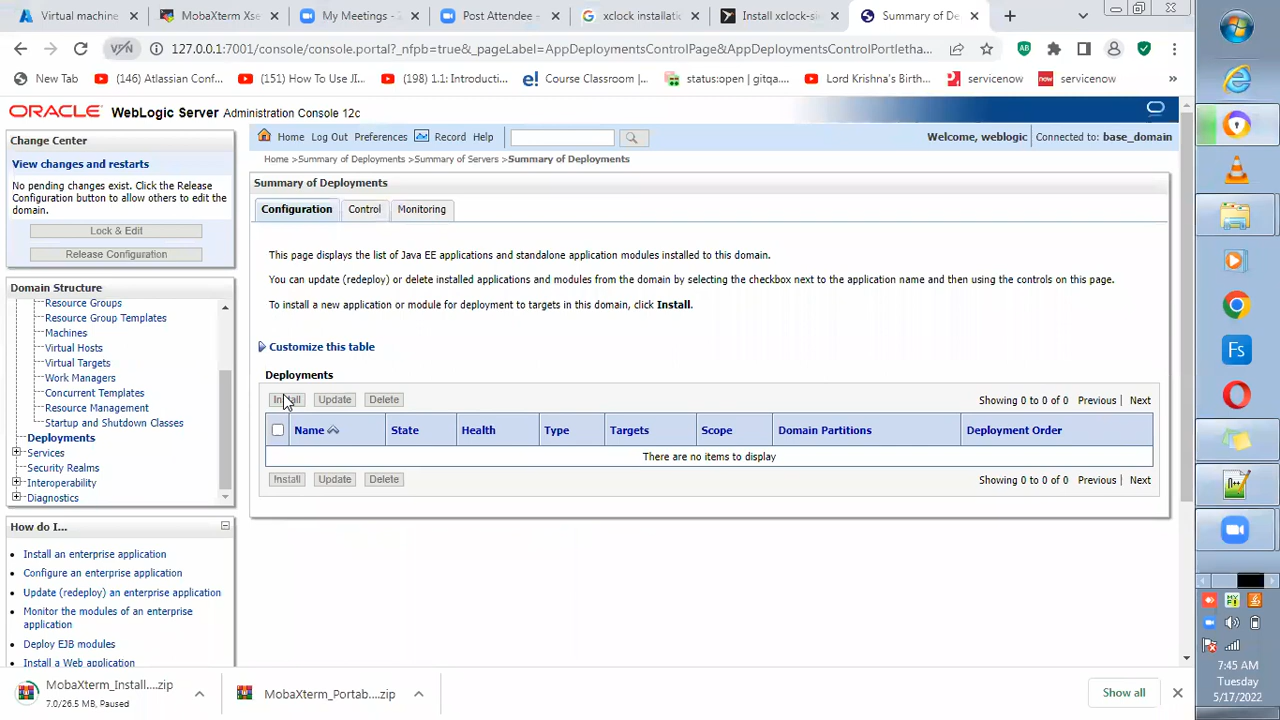 Virtual machine
MobaXterm Xse
My Meetings -
Post Attendee -
xclock installatic
Install xclock-si
Summary of De
127.0.0.1:7001/console/console.portal?_nfpb=true&_pageLabel=AppDeploymentsControlPage&AppDeploymentsControlPortletha...
New Tab
(146) Atlassian Conf...
(151) How To Use JI...
(198) 1.1: Introducti...
Course Classroom |...
status:open | gitqa....
Lord Krishna's Birth...
servicenow
servicenow
»
ORACLE WebLogic Server Administration Console 12c
Change Center
View changes and restarts
No pending changes exist. Click the Release
Configuration button to allow others to edit the
domain.
Lock & Edit
Release Configuration
Domain Structure
Resource Groups
Resource Group Templates
Machines
Virtual Hosts
Virtual Targets
Work Managers
Concurrent Templates
Resource Management
Startup and Shutdown Classes
Deployments
Services
Security Realms
Interoperability
Diagnostics
How do I...
Install an enterprise application
Configure an enterprise application
Update (redeploy) an enterprise application
Monitor the modules of an enterprise
application
Deploy EJB modules
Install a Web application
Home Log Out Preferences Record Help
Welcome, weblogic Connected to: base_domain
Home >Summary of Deployments >Summary of Servers >Summary of Deployments
Summary of Deployments
Configuration Control Monitoring
This page displays the list of Java EE applications and standalone application modules installed to this domain.
You can update (redeploy) or delete installed applications and modules from the domain by selecting the checkbox next to the application name and then using the controls on this page.
To install a new application or module for deployment to targets in this domain, click Install.
Customize this table
Deployments
Install Update Delete Showing 0 to 0 of 0 Previous | Next
Name State Health Type Targets Scope Domain Partitions Deployment Order
There are no items to display
Install Update Delete Showing 0 to 0 of 0 Previous | Next
MobaXterm_Install....zip
7.0/26.5 MB, Paused
MobaXterm_Portab....zip
Show all
Fs
7:45 AM
Tuesday
5/17/2022